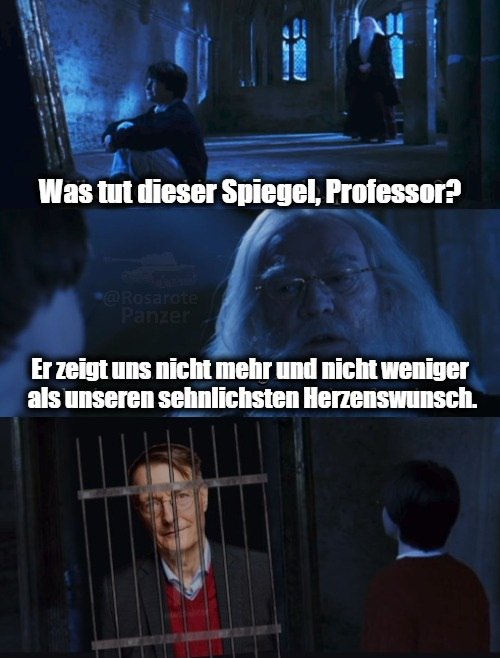 Was tut dieser Spiegel, Professor?
@Rosarote
Panzer
Er zeigt uns nicht mehr und nicht weniger
als unseren sehnlichsten Herzenswunsch.